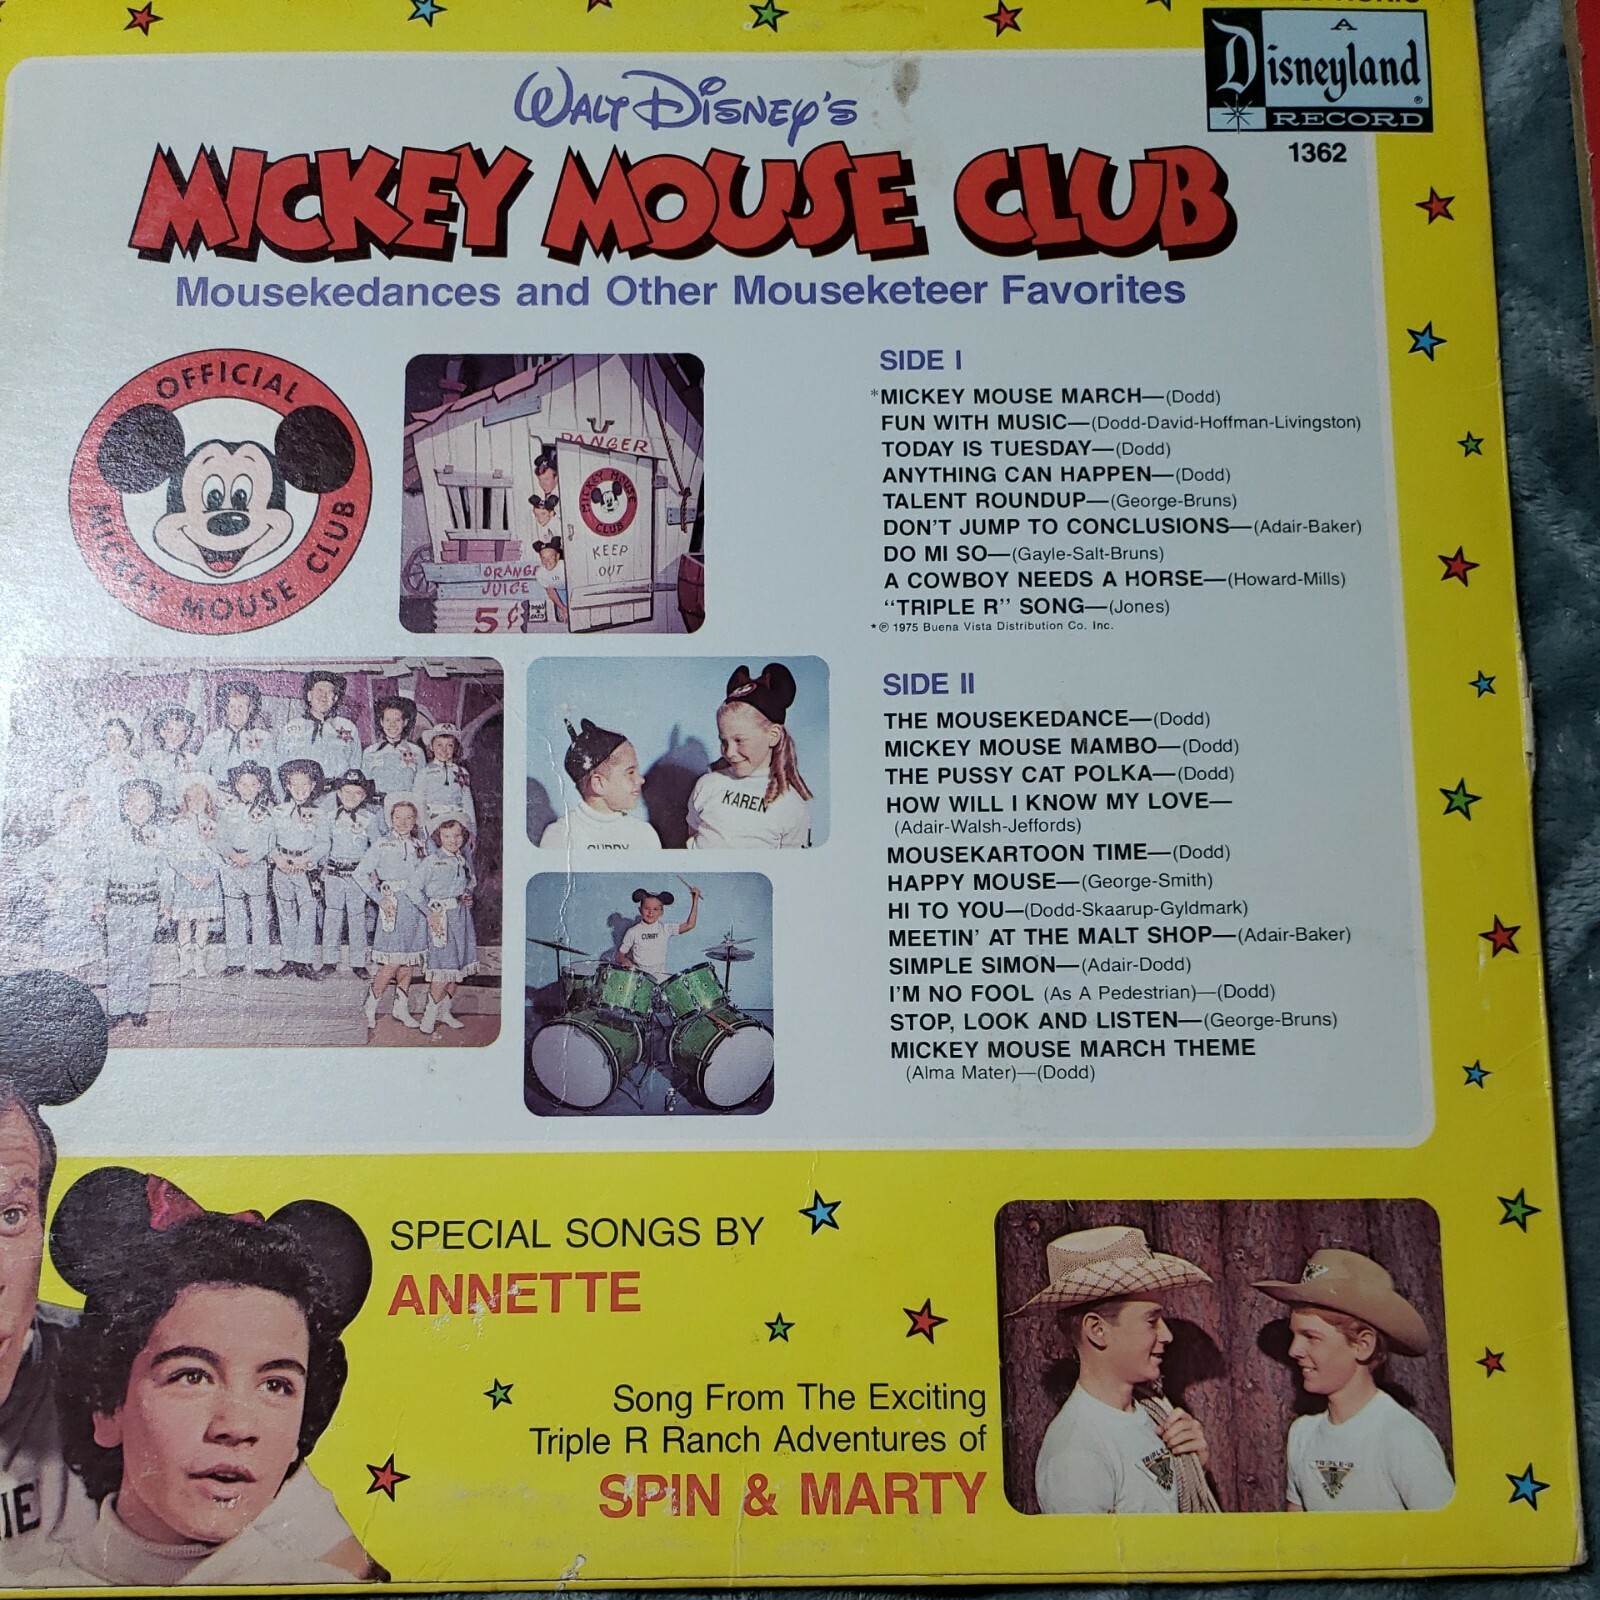 A
Disneyland
®
RECORD
1362
WALT DISNEY'S
MICKEY MOUSE CLUB
Mousekedances and Other Mouseketeer Favorites
OFFICIAL
MICKEY MOUSE CLUB
DANGER
MICKEY MOUSE
CLUB
KEEP
OUT
ORANGE
JUICE
5¢
SIDE I
*MICKEY MOUSE MARCH—(Dodd)
FUN WITH MUSIC—(Dodd-David-Hoffman-Livingston)
TODAY IS TUESDAY—(Dodd)
ANYTHING CAN HAPPEN—(Dodd)
TALENT ROUNDUP—(George-Bruns)
DON'T JUMP TO CONCLUSIONS—(Adair-Baker)
DO MI SO—(Gayle-Salt-Bruns)
A COWBOY NEEDS A HORSE—(Howard-Mills)
"TRIPLE R" SONG—(Jones)
*℗ 1975 Buena Vista Distribution Co. Inc.
SIDE II
THE MOUSEKEDANCE—(Dodd)
MICKEY MOUSE MAMBO—(Dodd)
THE PUSSY CAT POLKA—(Dodd)
HOW WILL I KNOW MY LOVE—
(Adair-Walsh-Jeffords)
MOUSEKARTOON TIME—(Dodd)
HAPPY MOUSE—(George-Smith)
HI TO YOU—(Dodd-Skaarup-Gyldmark)
MEETIN' AT THE MALT SHOP—(Adair-Baker)
SIMPLE SIMON—(Adair-Dodd)
I'M NO FOOL (As A Pedestrian)—(Dodd)
STOP, LOOK AND LISTEN—(George-Bruns)
MICKEY MOUSE MARCH THEME
(Alma Mater)—(Dodd)
KAREN
CUBBY
SPECIAL SONGS BY
ANNETTE
Song From The Exciting
Triple R Ranch Adventures of
SPIN & MARTY
IE